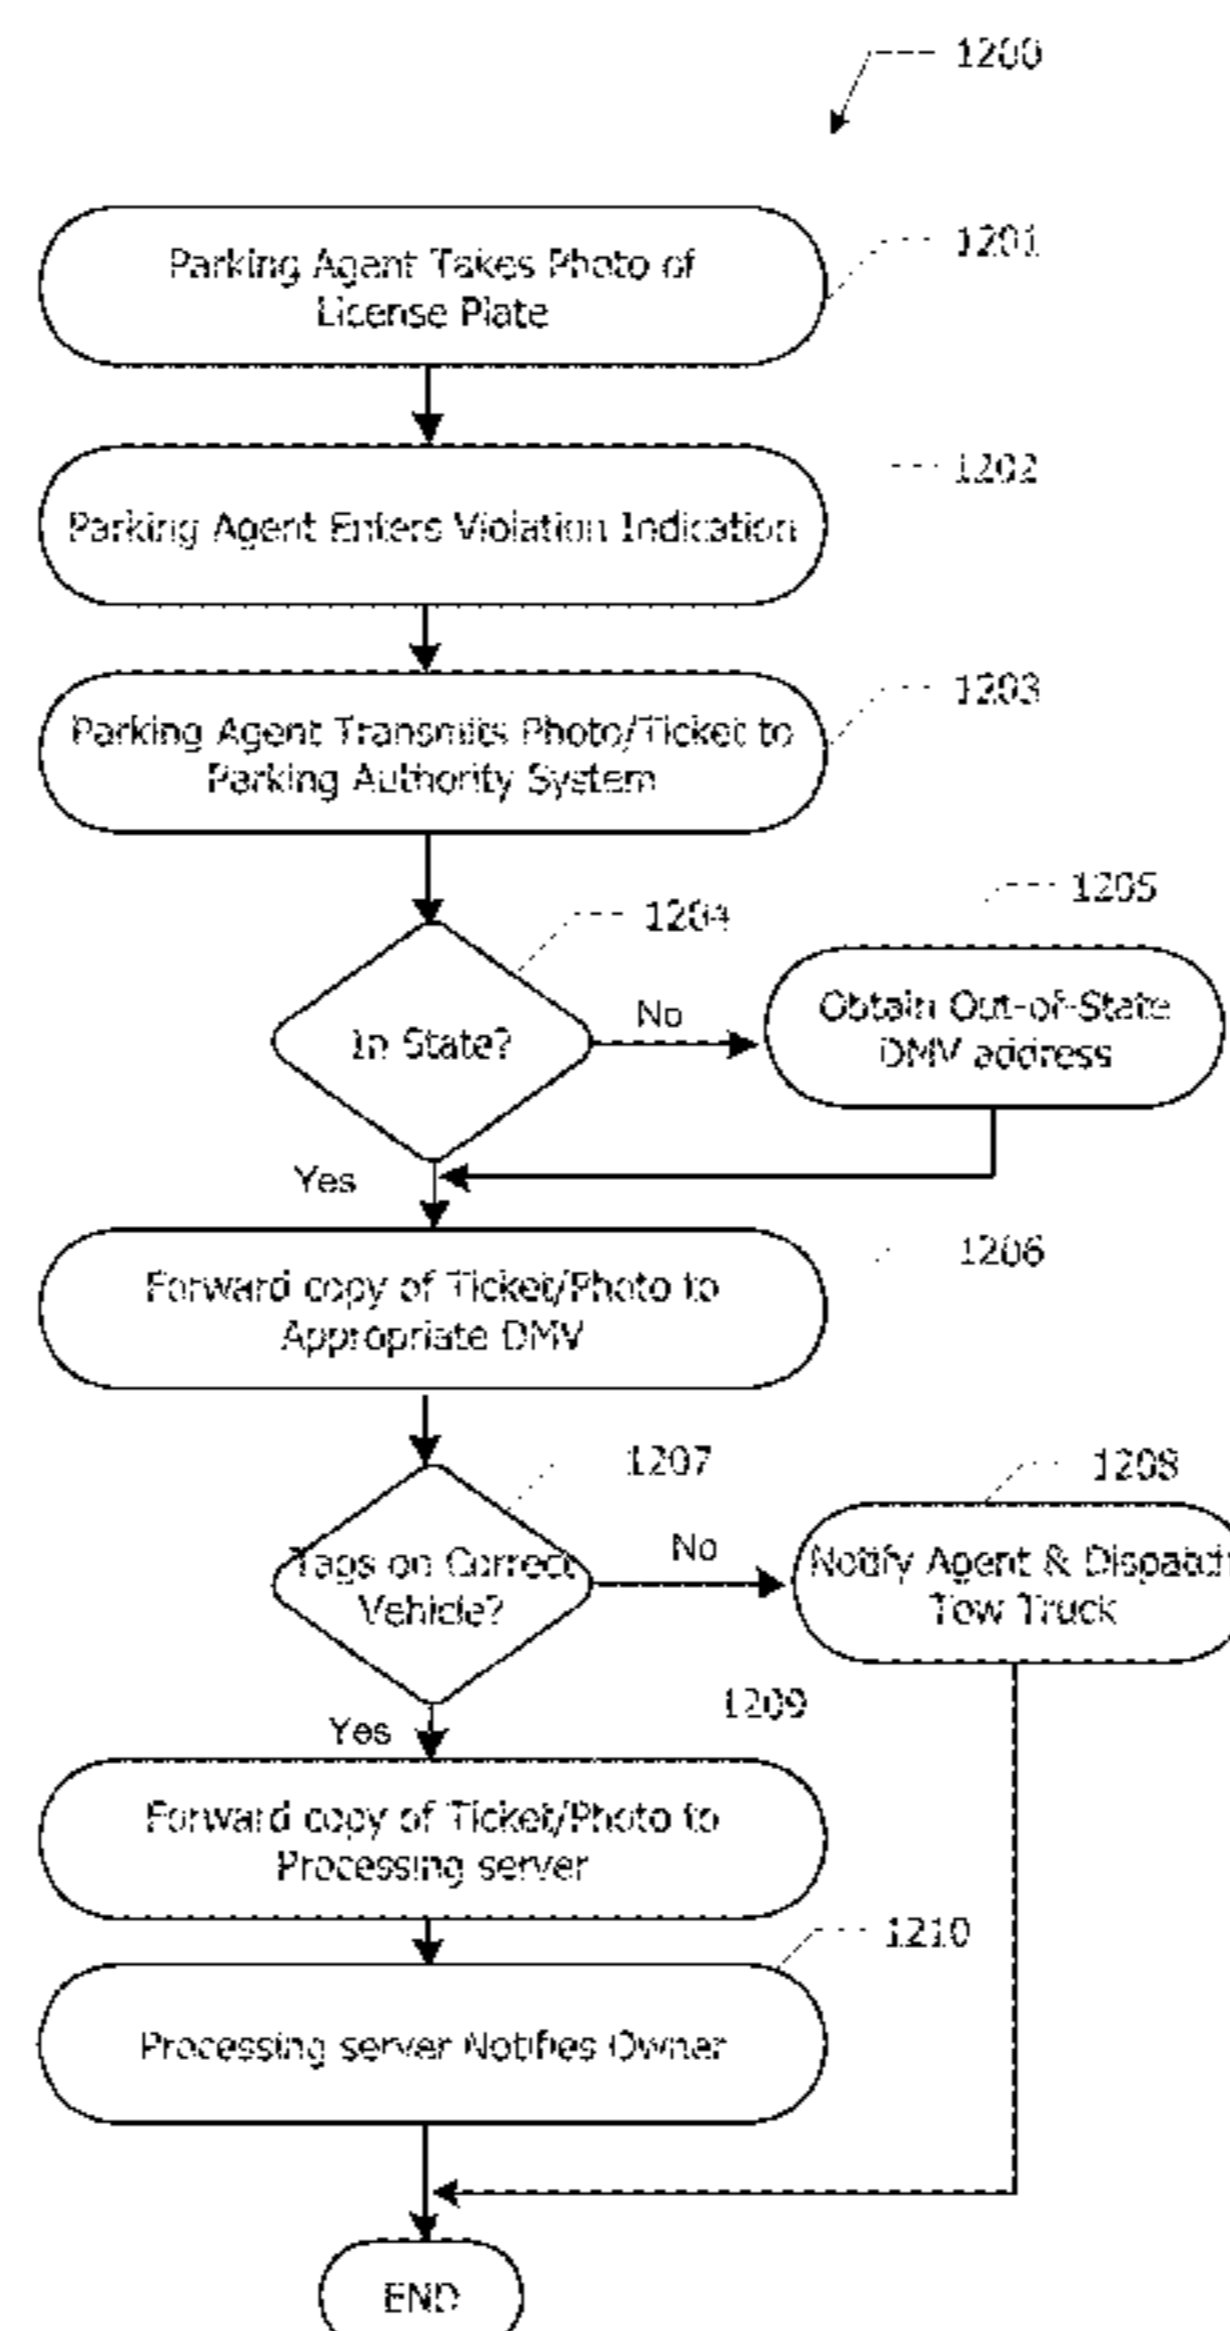 1200
1201
Parking Agent Takes Photo of
License Plate
1202
Parking Agent Enters Violation Indication
1203
Parking Agent Transmits Photo/Ticket to
Parking Authority System
1204
In State?
No
1205
Obtain Out-of-State
DMV address
Yes
1206
Forward copy of Ticket/Photo to
Appropriate DMV
1207
Tags on Correct
Vehicle?
No
1208
Notify Agent & Dispatch
Tow Truck
Yes
1209
Forward copy of Ticket/Photo to
Processing server
1210
Processing server Notifies Owner
END